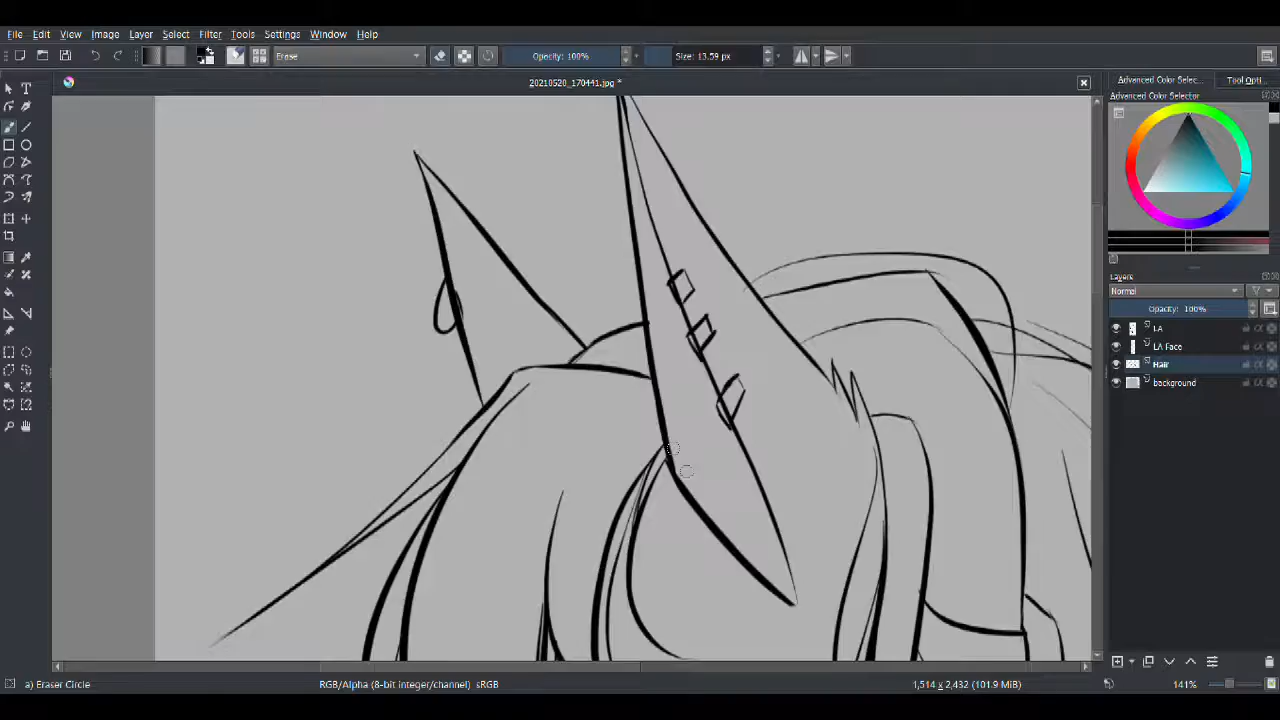 File Edit View Image Layer Select Filter Tools Settings Window Help
Erase Opacity: 100% Size: 13.59 px
20210520_170441.jpg *
Advanced Color Selec... Tool Opti...
Advanced Color Selector
Layers
Normal
Opacity: 100%
LA
LA Face
Hair
background
a) Eraser Circle RGB/Alpha (8-bit integer/channel) sRGB 1,514 x 2,432 (101.9 MiB) 141%